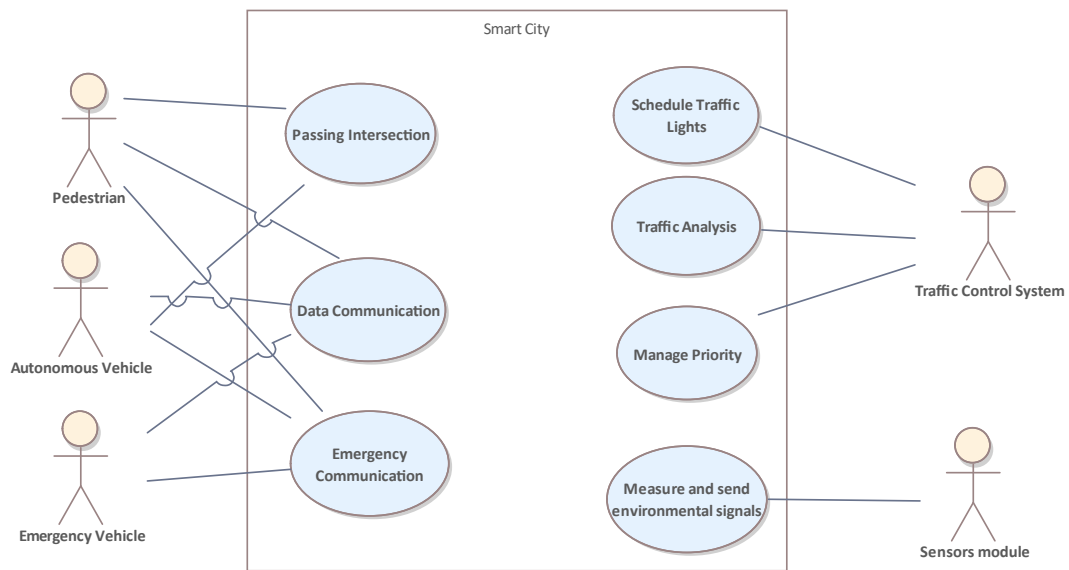 Smart City
Pedestrian
Autonomous Vehicle
Emergency Vehicle
Passing Intersection
Data Communication
Emergency
Communication
Schedule Traffic
Lights
Traffic Analysis
Manage Priority
Measure and send
environmental signals
Traffic Control System
Sensors module